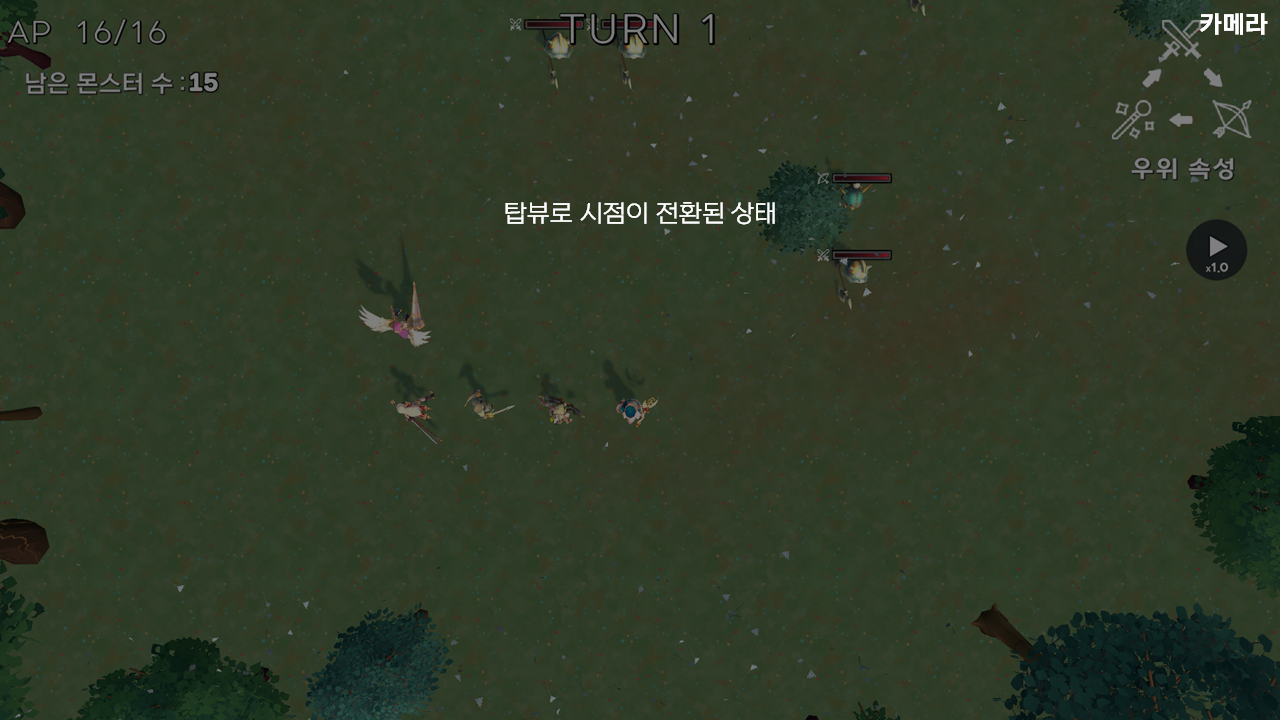 AP 16/16
TURN 1
카메라
남은 몬스터 수 :15
우위 속성
탑뷰로 시점이 전환된 상태
x1.0